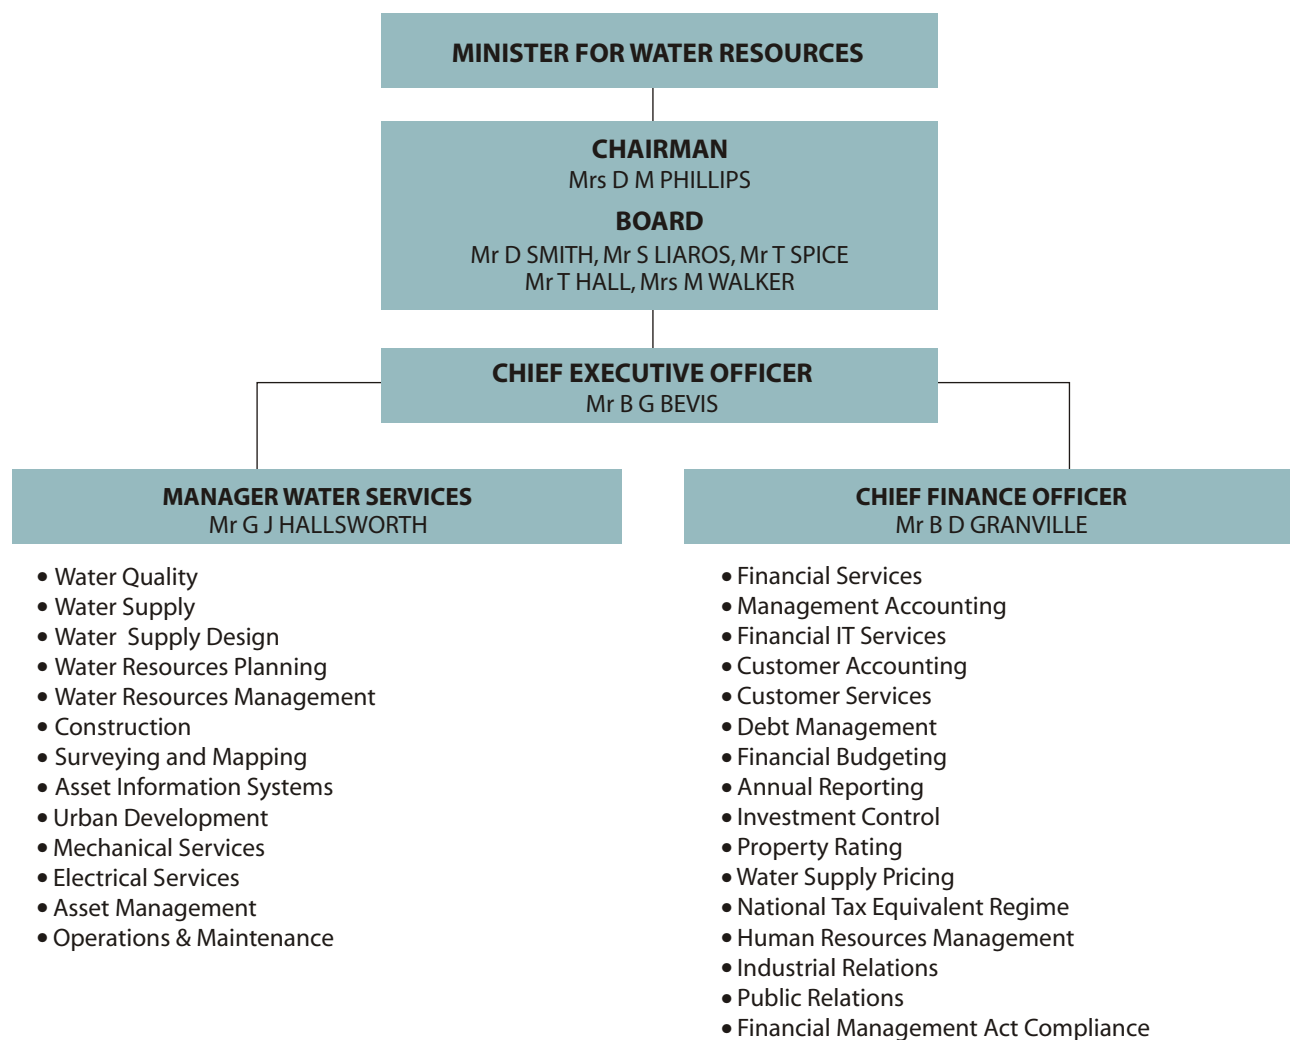 MINISTER FOR WATER RESOURCES
CHAIRMAN
Mrs D M PHILLIPS
BOARD
Mr D SMITH, Mr S LIAROS, Mr T SPICE
Mr T HALL, Mrs M WALKER
CHIEF EXECUTIVE OFFICER
Mr B G BEVIS
MANAGER WATER SERVICES
Mr G J HALLSWORTH
• Water Quality
• Water Supply
• Water Supply Design
• Water Resources Planning
• Water Resources Management
• Construction
• Surveying and Mapping
• Asset Information Systems
• Urban Development
• Mechanical Services
• Electrical Services
• Asset Management
• Operations & Maintenance
CHIEF FINANCE OFFICER
Mr B D GRANVILLE
• Financial Services
• Management Accounting
• Financial IT Services
• Customer Accounting
• Customer Services
• Debt Management
• Financial Budgeting
• Annual Reporting
• Investment Control
• Property Rating
• Water Supply Pricing
• National Tax Equivalent Regime
• Human Resources Management
• Industrial Relations
• Public Relations
• Financial Management Act Compliance